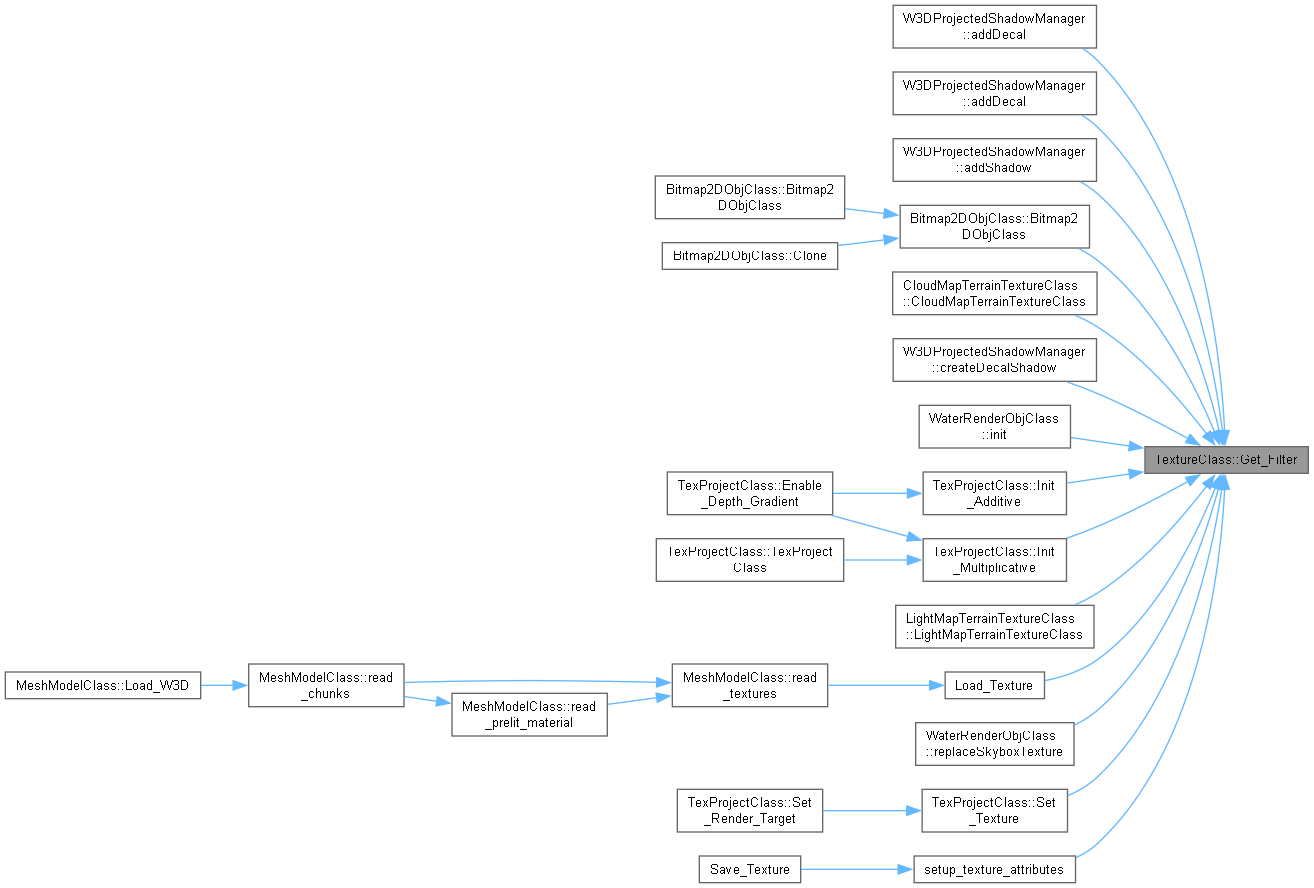 W3DProjectedShadowManager
::addDecal
W3DProjectedShadowManager
::addDecal
W3DProjectedShadowManager
::addShadow
Bitmap2DObjClass::Bitmap2
DObjClass
Bitmap2DObjClass::Bitmap2
DObjClass
Bitmap2DObjClass::Clone
CloudMapTerrainTextureClass
::CloudMapTerrainTextureClass
W3DProjectedShadowManager
::createDecalShadow
WaterRenderObjClass
::init
TextureClass::Get_Filter
TexProjectClass::Enable
_Depth_Gradient
TexProjectClass::Init
_Additive
TexProjectClass::TexProject
Class
TexProjectClass::Init
_Multiplicative
LightMapTerrainTextureClass
::LightMapTerrainTextureClass
MeshModelClass::Load_W3D
MeshModelClass::read
_chunks
MeshModelClass::read
_prelit_material
MeshModelClass::read
_textures
Load_Texture
WaterRenderObjClass
::replaceSkyboxTexture
TexProjectClass::Set
_Render_Target
TexProjectClass::Set
_Texture
Save_Texture
setup_texture_attributes